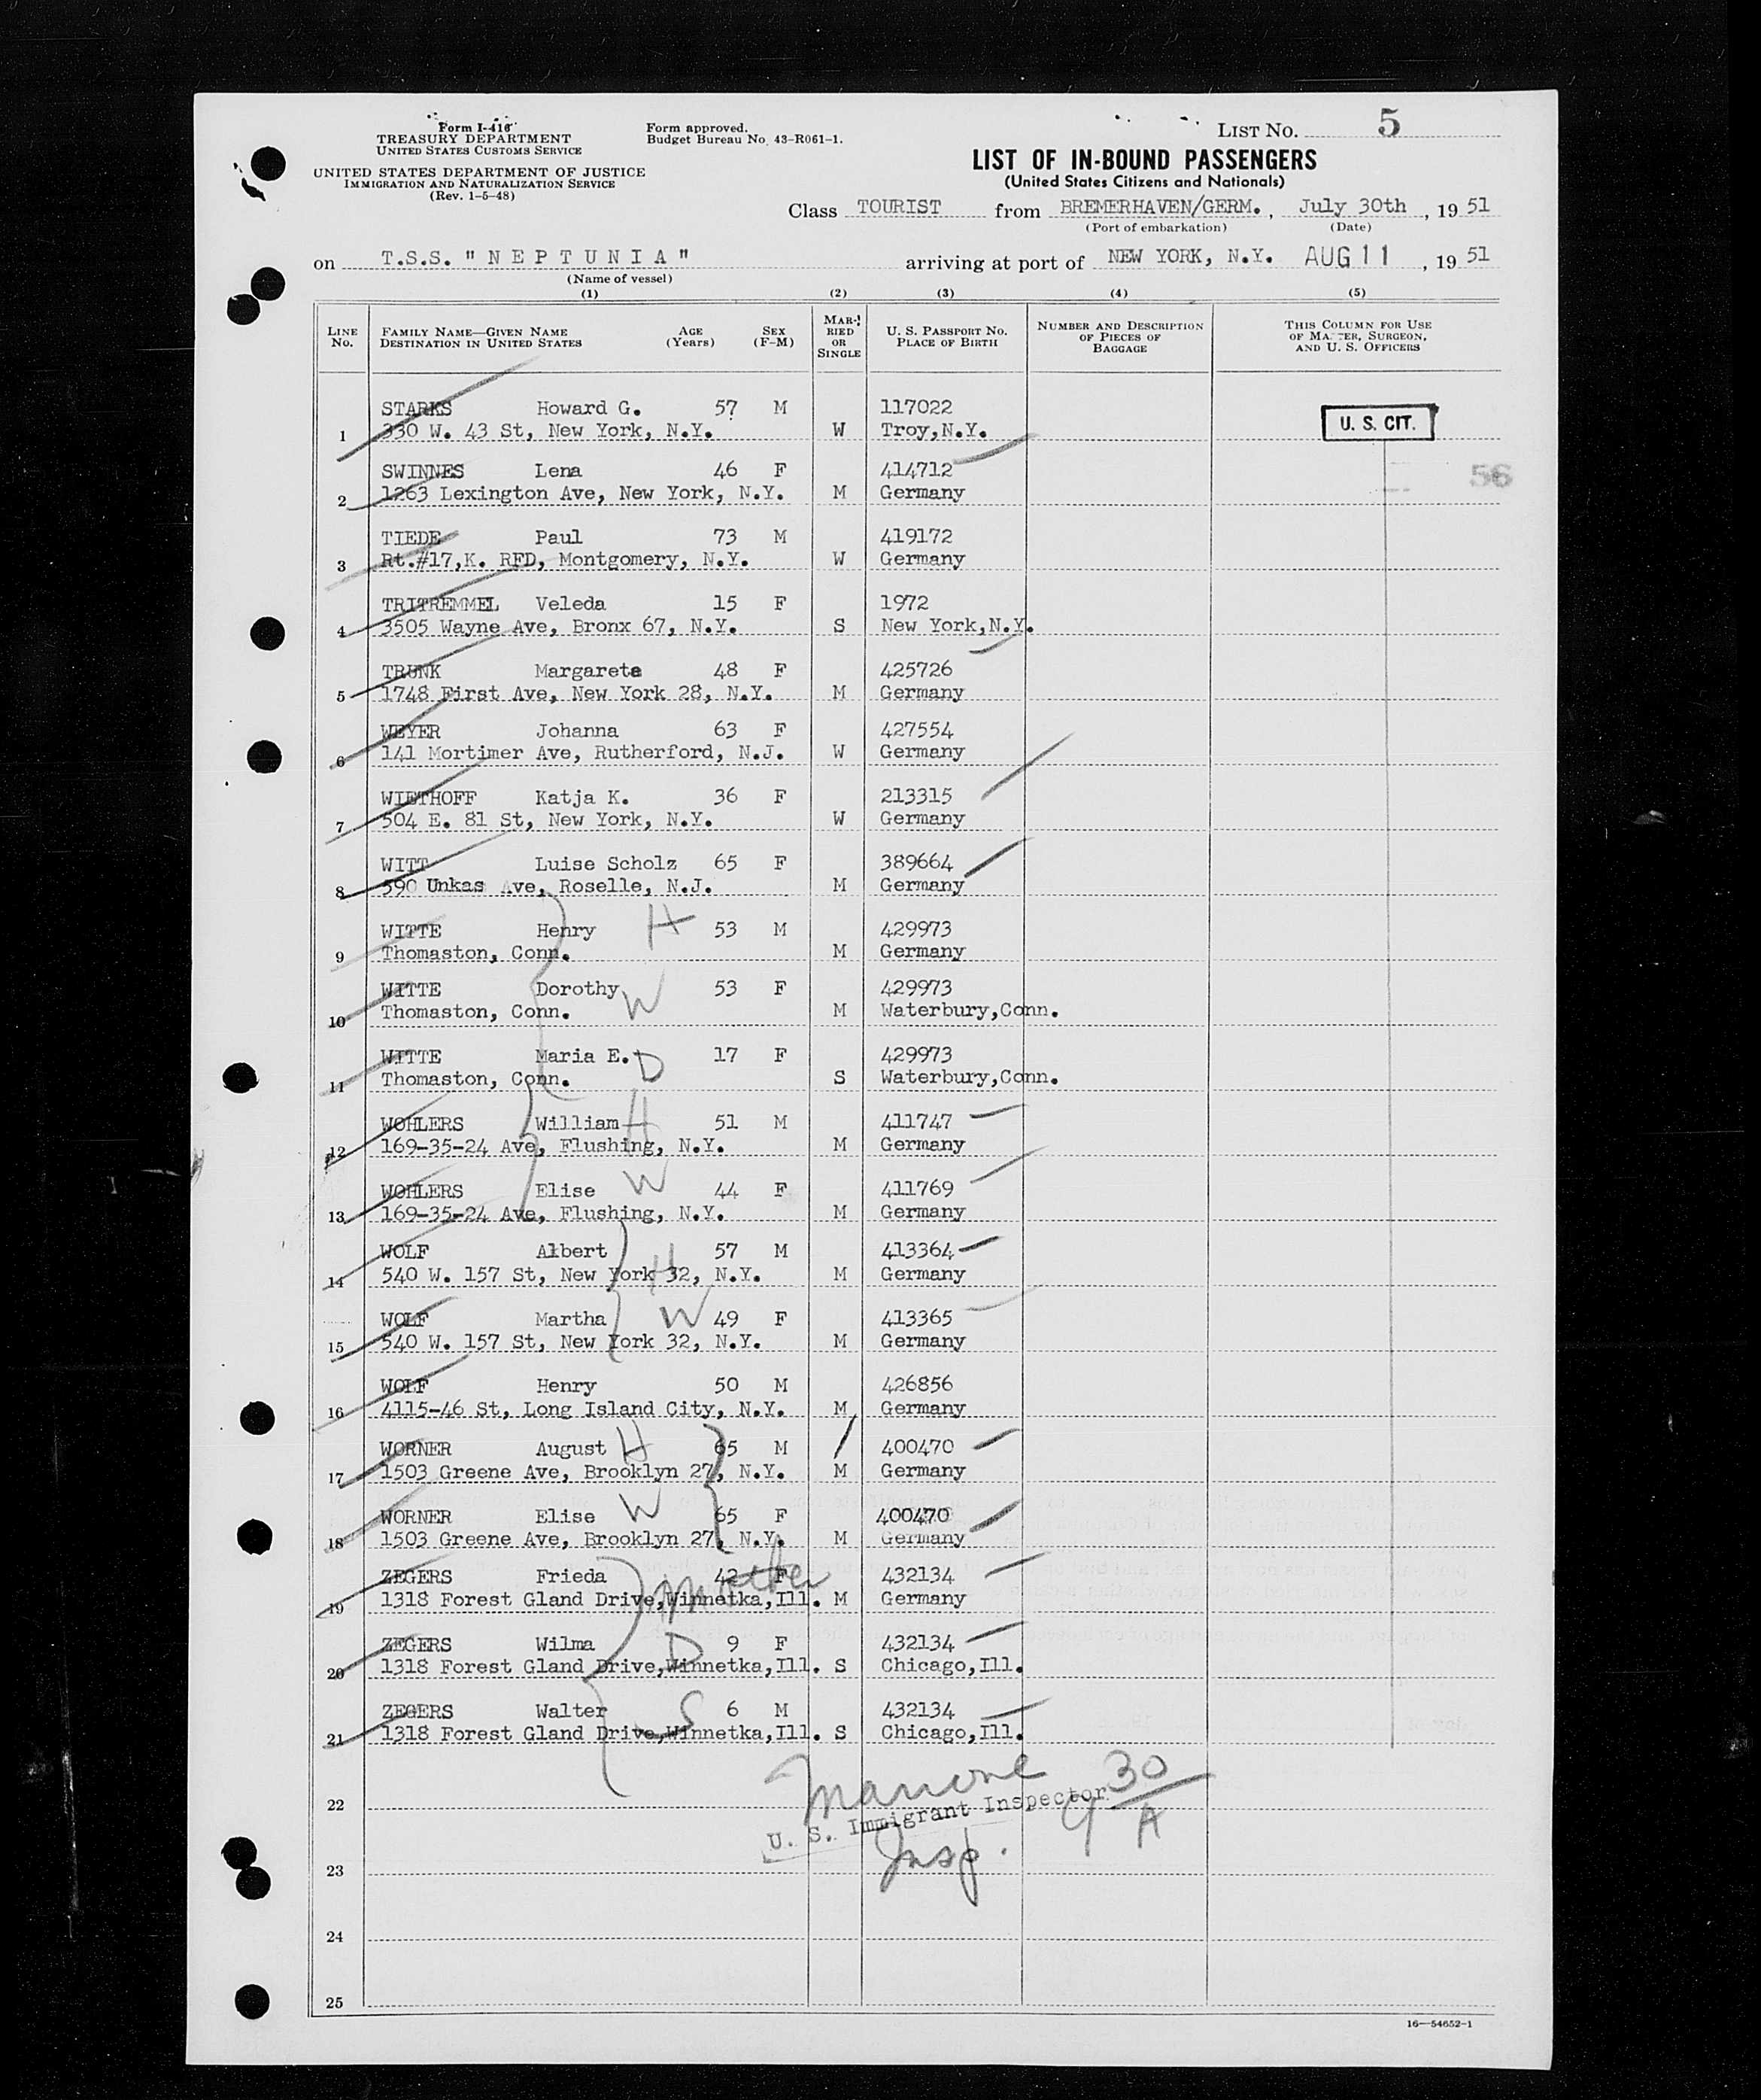 Form I-416
TREASURY DEPARTMENT
UNITED STATES CUSTOMS SERVICE
UNITED STATES DEPARTMENT OF JUSTICE
IMMIGRATION AND NATURALIZATION SERVICE
(Rev. 1-5-48)
Form approved.
Budget Bureau No. 43-R061-1.
LIST NO. 5
LIST OF IN-BOUND PASSENGERS
(United States Citizens and Nationals)
Class TOURIST from BREMERHAVEN/GERM., July 30th, 19 51
(Port of embarkation) (Date)
on T.S.S. "NEPTUNIA" arriving at port of NEW YORK, N.Y. AUG 11, 19 51
(Name of vessel)
(1) (2) (3) (4) (5)
LINE No. FAMILY NAME—GIVEN NAME DESTINATION IN UNITED STATES AGE (Years) SEX (F-M) MARRIED OR SINGLE U. S. PASSPORT NO. PLACE OF BIRTH NUMBER AND DESCRIPTION OF PIECES OF BAGGAGE THIS COLUMN FOR USE OF MASTER, SURGEON, AND U. S. OFFICERS
STARKS Howard G. 57 M 117022
1 330 W. 43 St, New York, N.Y. W Troy,N.Y. U. S. CIT.
SWINNES Lena 46 F 414712 56
2 1263 Lexington Ave, New York, N.Y. M Germany
TIEDE Paul 73 M 419172
3 Rt.#17,K. RFD, Montgomery, N.Y. W Germany
TRITREMMEL Veleda 15 F 1972
4 3505 Wayne Ave, Bronx 67, N.Y. S New York,N.Y.
TRUNK Margarete 48 F 425726
5 1748 First Ave, New York 28, N.Y. M Germany
WEYER Johanna 63 F 427554
6 141 Mortimer Ave, Rutherford, N.J. W Germany
WIETHOFF Katja K. 36 F 213315
7 504 E. 81 St, New York, N.Y. W Germany
WITT Luise Scholz 65 F 389664
8 590 Unkas Ave, Roselle, N.J. M Germany
WITTE Henry H 53 M 429973
9 Thomaston, Conn. M Germany
WITTE Dorothy W 53 F 429973
10 Thomaston, Conn. M Waterbury,Conn.
WITTE Maria E. D 17 F 429973
11 Thomaston, Conn. S Waterbury,Conn.
WOHLERS William H 51 M 411747
12 169-35-24 Ave, Flushing, N.Y. M Germany
WOHLERS Elise W 44 F 411769
13 169-35-24 Ave, Flushing, N.Y. M Germany
WOLF Albert H 57 M 413364
14 540 W. 157 St, New York 32, N.Y. M Germany
WOLF Martha W 49 F 413365
15 540 W. 157 St, New York 32, N.Y. M Germany
WOLF Henry 50 M 426856
16 4115-46 St, Long Island City, N.Y. M Germany
WORNER August H 65 M 400470
17 1503 Greene Ave, Brooklyn 27, N.Y. M Germany
WORNER Elise W 65 F 400470
18 1503 Greene Ave, Brooklyn 27, N.Y. M Germany
ZEGERS Frieda Mother 42 F 432134
19 1318 Forest Gland Drive,Winnetka,Ill. M Germany
ZEGERS Wilma D 9 F 432134
20 1318 Forest Gland Drive,Winnetka,Ill. S Chicago,Ill.
ZEGERS Walter S 6 M 432134
21 1318 Forest Gland Drive,Winnetka,Ill. S Chicago,Ill.
22
U. S. Immigrant Inspector
9 30/A
Insp.
23
24
25
16—54652-1